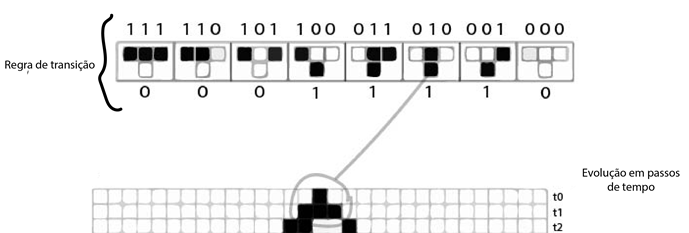 111 110 101 100 011 010 001 000
Regra de transição
0 0 0 1 1 1 1 0
Evolução em passos
de tempo
t0
t1
t2